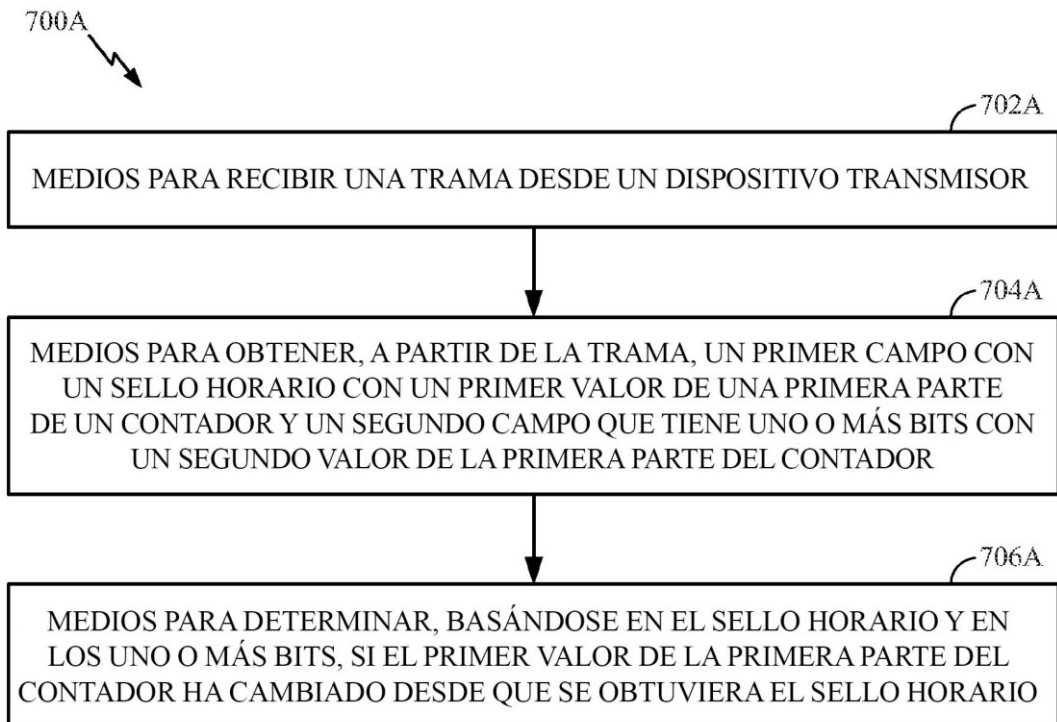 700A
702A
MEDIOS PARA RECIBIR UNA TRAMA DESDE UN DISPOSITIVO TRANSMISOR
704A
MEDIOS PARA OBTENER, A PARTIR DE LA TRAMA, UN PRIMER CAMPO CON
UN SELLO HORARIO CON UN PRIMER VALOR DE UNA PRIMERA PARTE
DE UN CONTADOR Y UN SEGUNDO CAMPO QUE TIENE UNO O MÁS BITS CON
UN SEGUNDO VALOR DE LA PRIMERA PARTE DEL CONTADOR
706A
MEDIOS PARA DETERMINAR, BASÁNDOSE EN EL SELLO HORARIO Y EN
LOS UNO O MÁS BITS, SI EL PRIMER VALOR DE LA PRIMERA PARTE DEL
CONTADOR HA CAMBIADO DESDE QUE SE OBTUVIERA EL SELLO HORARIO